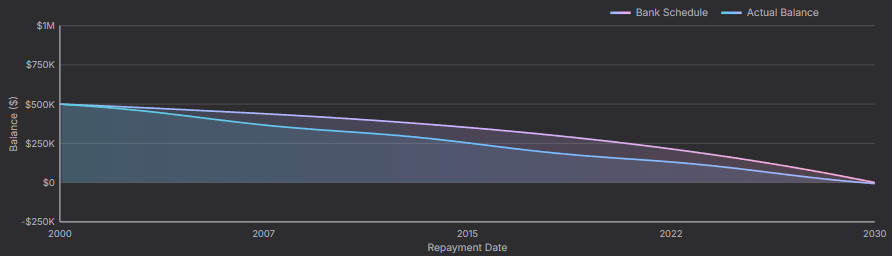 Bank Schedule Actual Balance
$1M
$750K
$500K
$250K
$0
-$250K
Balance ($)
2000 2007 2015 2022 2030
Repayment Date